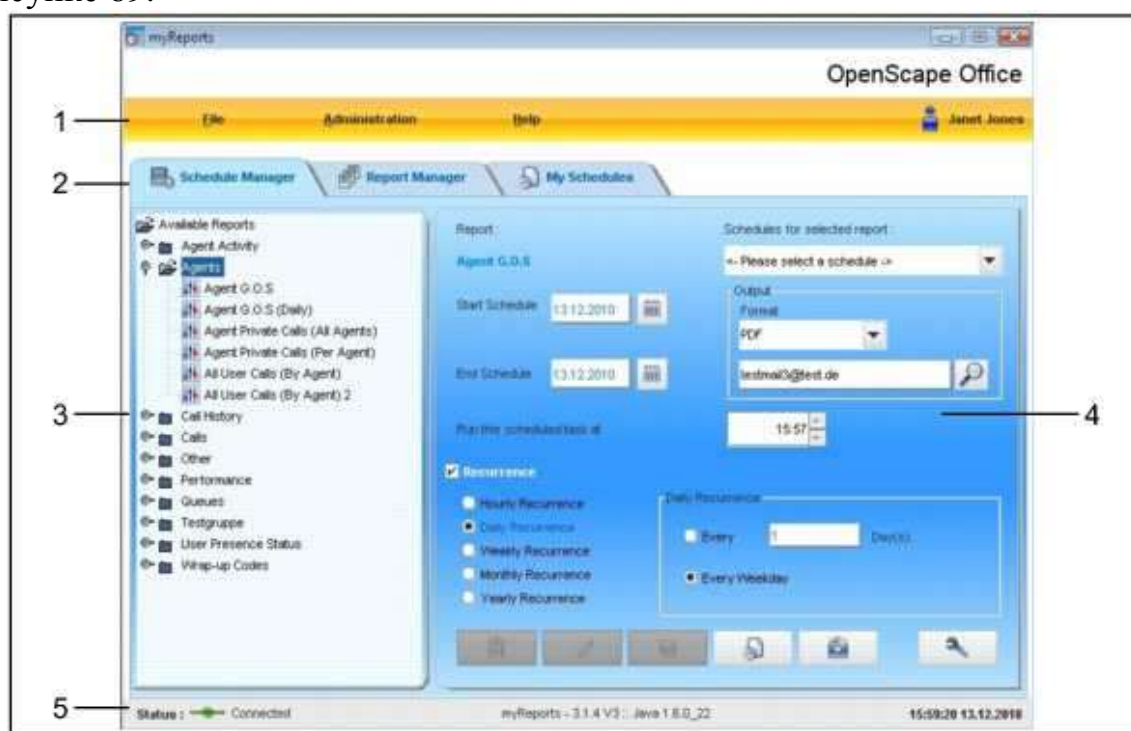 89.
myReports
OpenScape Office
1
File Administration Help Janet Jones
2
Schedule Manager Report Manager My Schedules
Available Reports
Agent Activity
Agents
Agent G.O.S
Agent G.O.S (Daily)
Agent Private Calls (All Agents)
Agent Private Calls (Per Agent)
All User Calls (By Agent)
All User Calls (By Agent) 2
3
Call History
Calls
Other
Performance
Queues
Testgruppe
User Presence Status
Wrap-up Codes
Report :
Agent G.O.S
Start Schedule 13.12.2010
End Schedule 13.12.2010
Run this scheduled task at 15:57
Schedules for selected report :
<- Please select a schedule ->
Output
Format
PDF
testmail3@test.de
4
Recurrence
Hourly Recurrence
Daily Recurrence
Weekly Recurrence
Monthly Recurrence
Yearly Recurrence
Daily Recurrence
Every 1 Day(s)
Every Weekday
5
Status : Connected
myReports - 3.1.4 V3 :: Java 1.6.0_22
15:59:20 13.12.2010